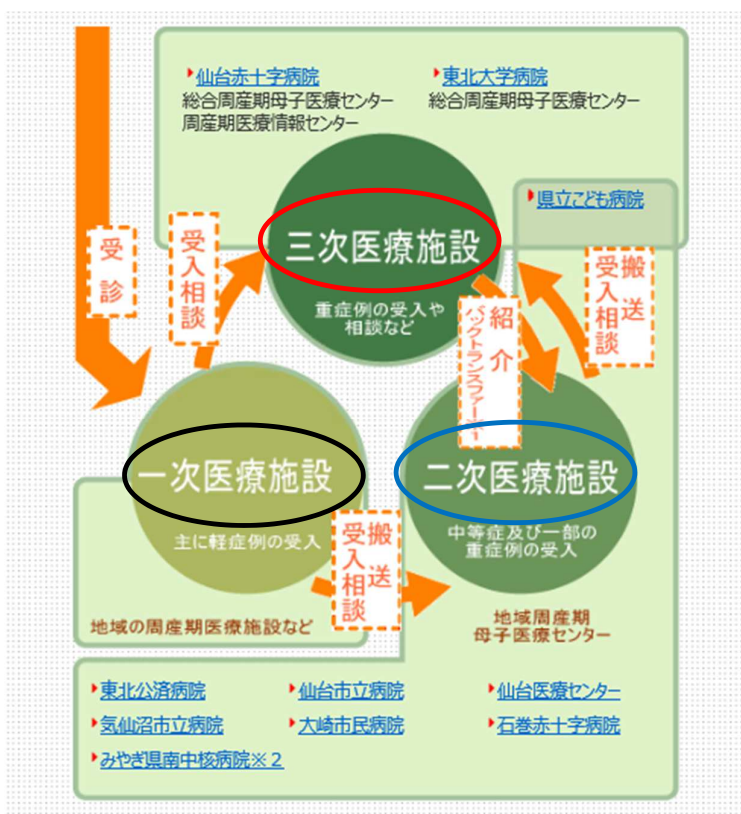 仙台赤十字病院
総合周産期母子医療センター
周産期医療情報センター
東北大学病院
総合周産期母子医療センター
県立こども病院
受診
受入相談
三次医療施設
重症例の受入や
相談など
搬送
受入相談
紹介
バックトランスファー※1
一次医療施設
主に軽症例の受入
地域の周産期医療施設など
搬送
受入相談
二次医療施設
中等症及び一部の
重症例の受入
地域周産期
母子医療センター
東北公済病院
仙台市立病院
仙台医療センター
気仙沼市立病院
大崎市民病院
石巻赤十字病院
みやぎ県南中核病院※2